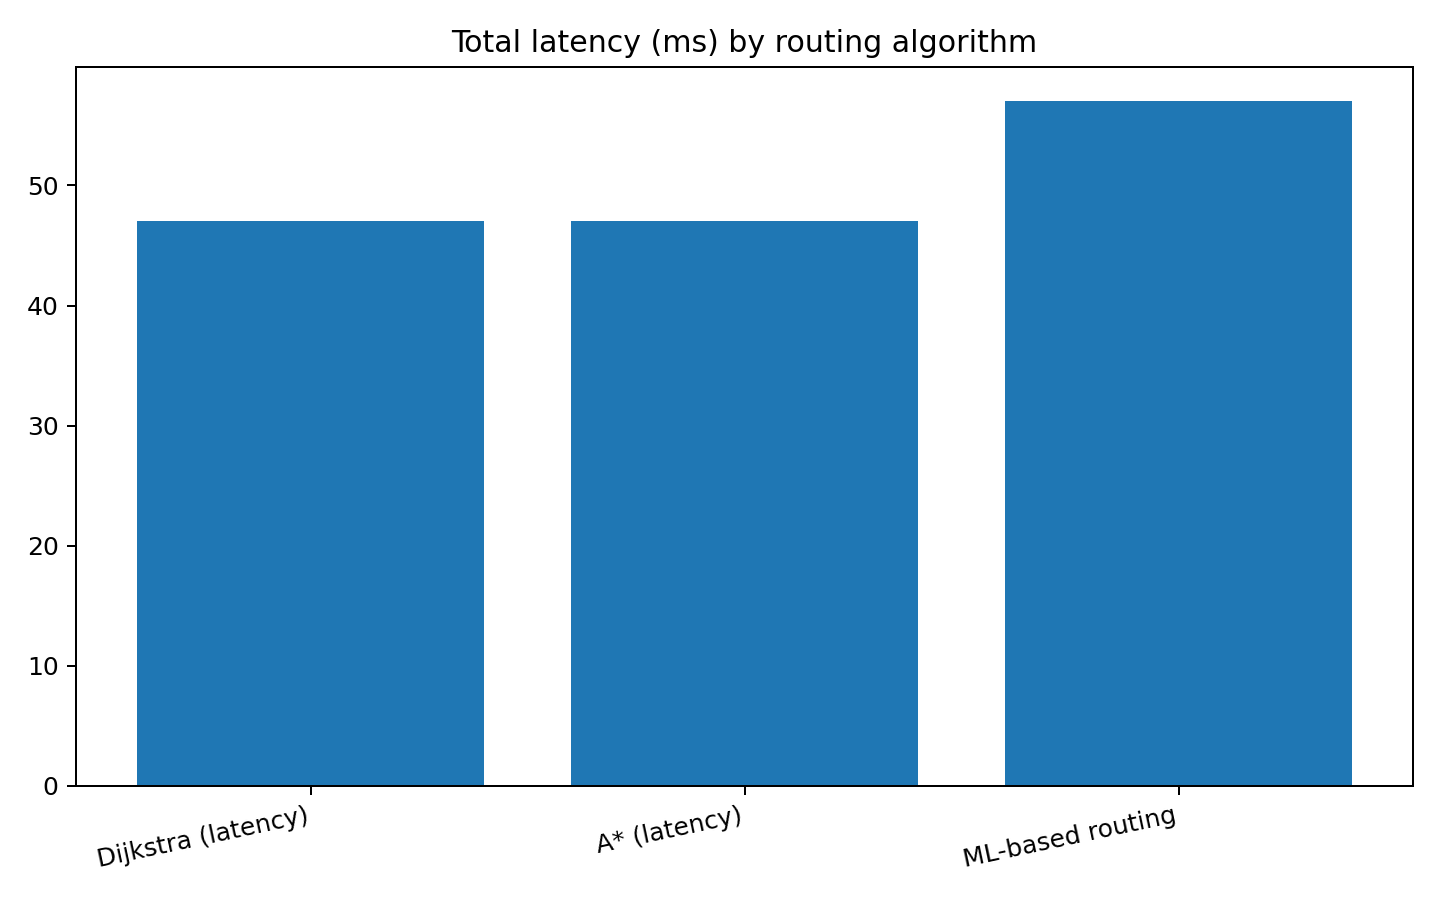 Total latency (ms) by routing algorithm
50
40
30
20
10
0
Dijkstra (latency)
A* (latency)
ML-based routing